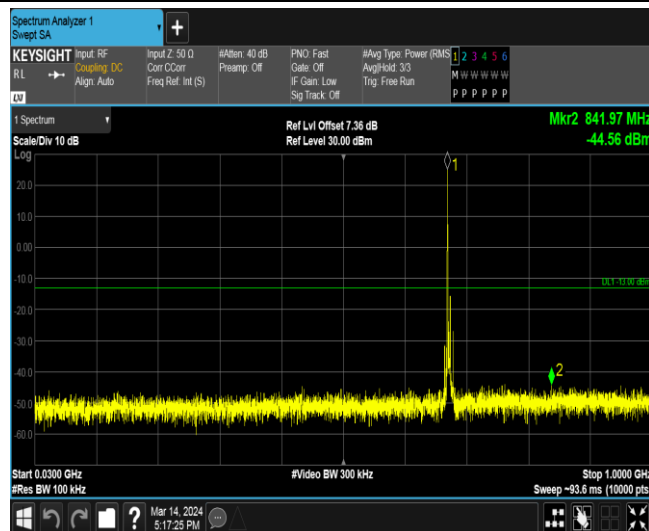 Spectrum Analyzer 1
Swept SA
+
KEYSIGHT Input: RF Input Z: 50 Ω #Atten: 40 dB PNO: Fast #Avg Type: Power (RMS 1 2 3 4 5 6
RL Coupling: DC Corr CCorr Preamp: Off Gate: Off Avg|Hold: 3/3 M W W W W W
Align: Auto Freq Ref: Int (S) IF Gain: Low Trig: Free Run
LXI Sig Track: Off P P P P P P
1 Spectrum Ref Lvl Offset 7.36 dB Mkr2 841.97 MHz
Scale/Div 10 dB Ref Level 30.00 dBm -44.56 dBm
Log
1
20.0
10.0
0.00
-10.0
DL1 -13.00 dBm
-20.0
-30.0
-40.0
2
-50.0
-60.0
Start 0.0300 GHz #Video BW 300 kHz Stop 1.0000 GHz
#Res BW 100 kHz Sweep ~93.6 ms (10000 pts
? Mar 14, 2024
5:17:25 PM